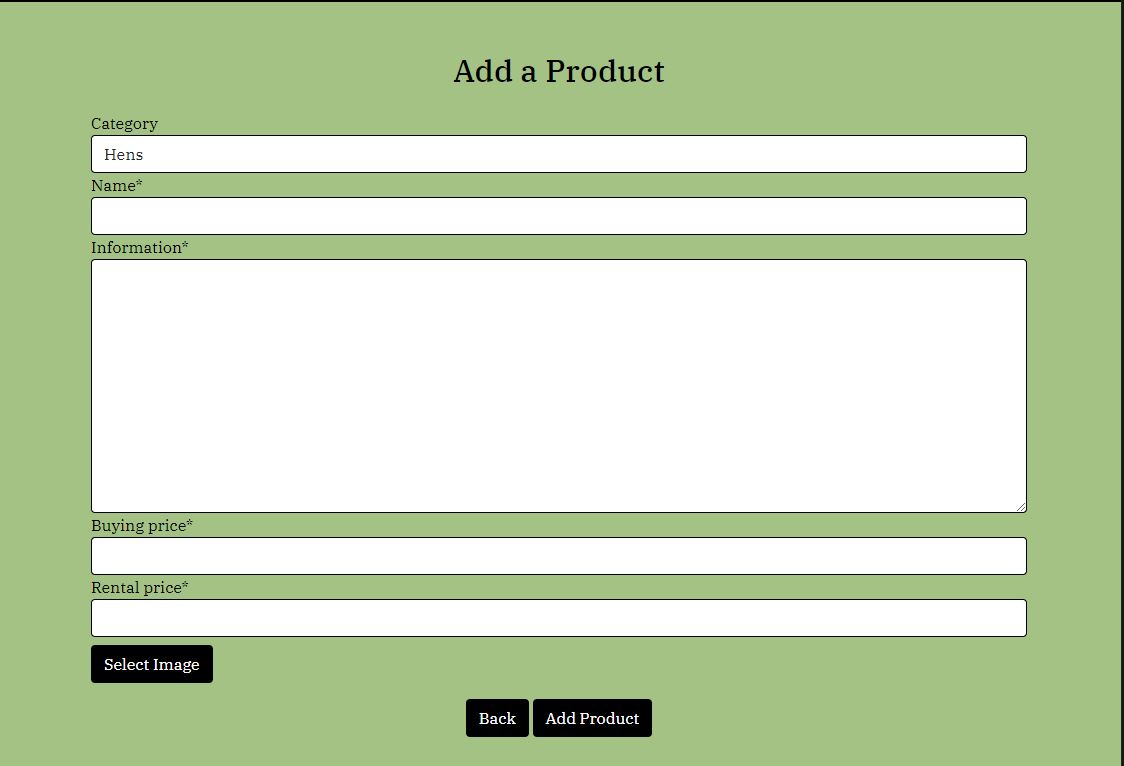 Add a Product
Category
Hens
Name*
Information*
Buying price*
Rental price*
Select Image
Back Add Product